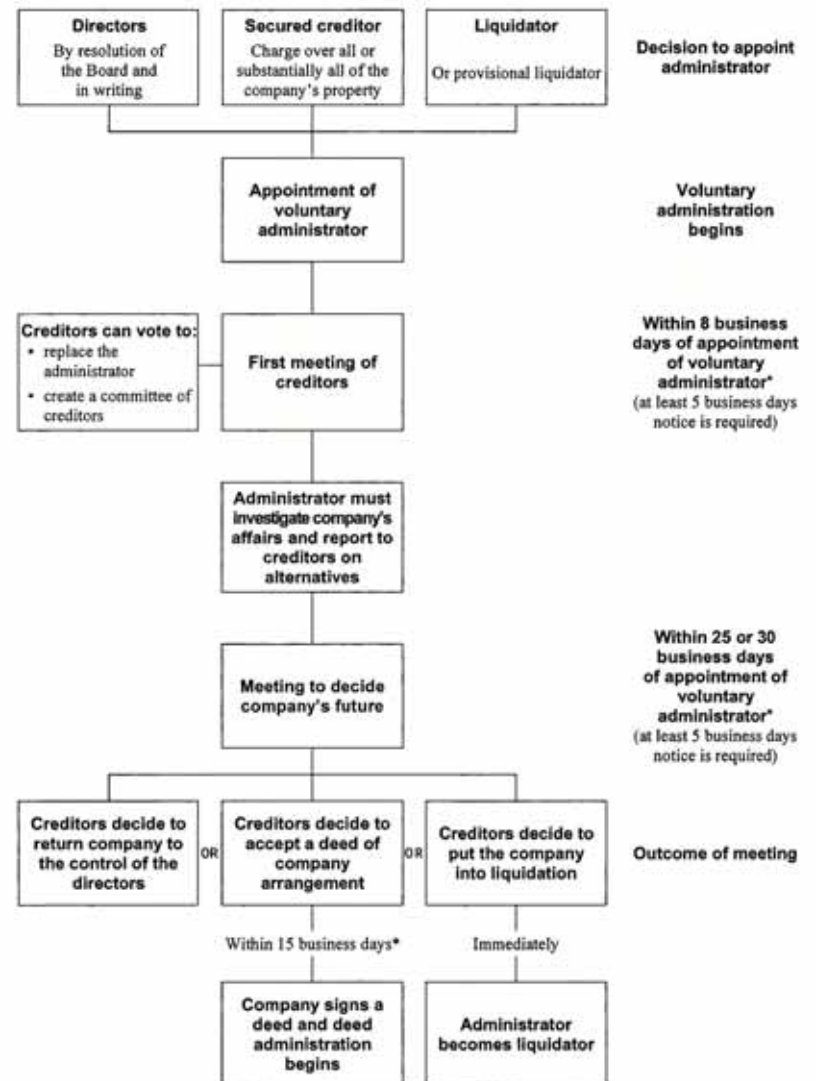 Directors
By resolution of
the Board and
in writing
Secured creditor
Charge over all or
substantially all of the
company's property
Liquidator
Or provisional liquidator
Decision to appoint
administrator
Appointment of
voluntary
administrator
Voluntary
administration
begins
Creditors can vote to:
• replace the
administrator
• create a committee of
creditors
First meeting of
creditors
Within 8 business
days of appointment
of voluntary
administrator*
(at least 5 business days
notice is required)
Administrator must
investigate company's
affairs and report to
creditors on
alternatives
Meeting to decide
company's future
Within 25 or 30
business days
of appointment of
voluntary
administrator*
(at least 5 business days
notice is required)
Creditors decide to
return company to
the control of the
directors
OR
Creditors decide to
accept a deed of
company
arrangement
OR
Creditors decide to
put the company
into liquidation
Outcome of meeting
Within 15 business days*
Immediately
Company signs a
deed and deed
administration
begins
Administrator
becomes liquidator